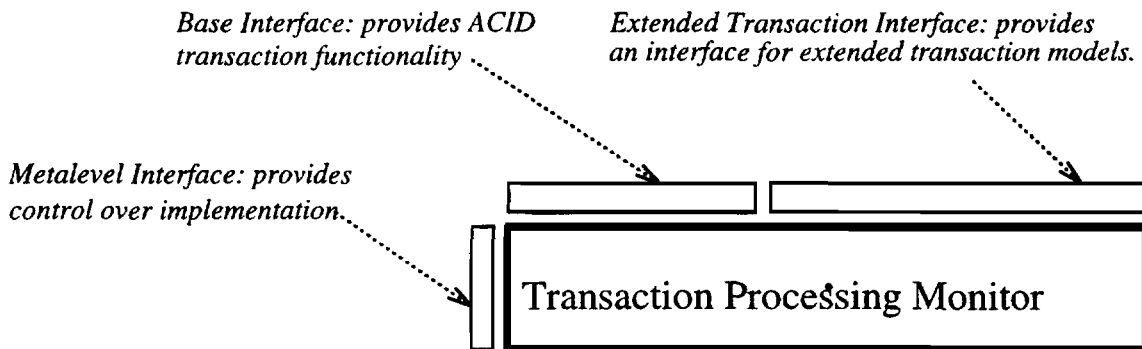 Base Interface: provides ACID
transaction functionality
Extended Transaction Interface: provides
an interface for extended transaction models.
Metalevel Interface: provides
control over implementation.
Transaction Processing Monitor